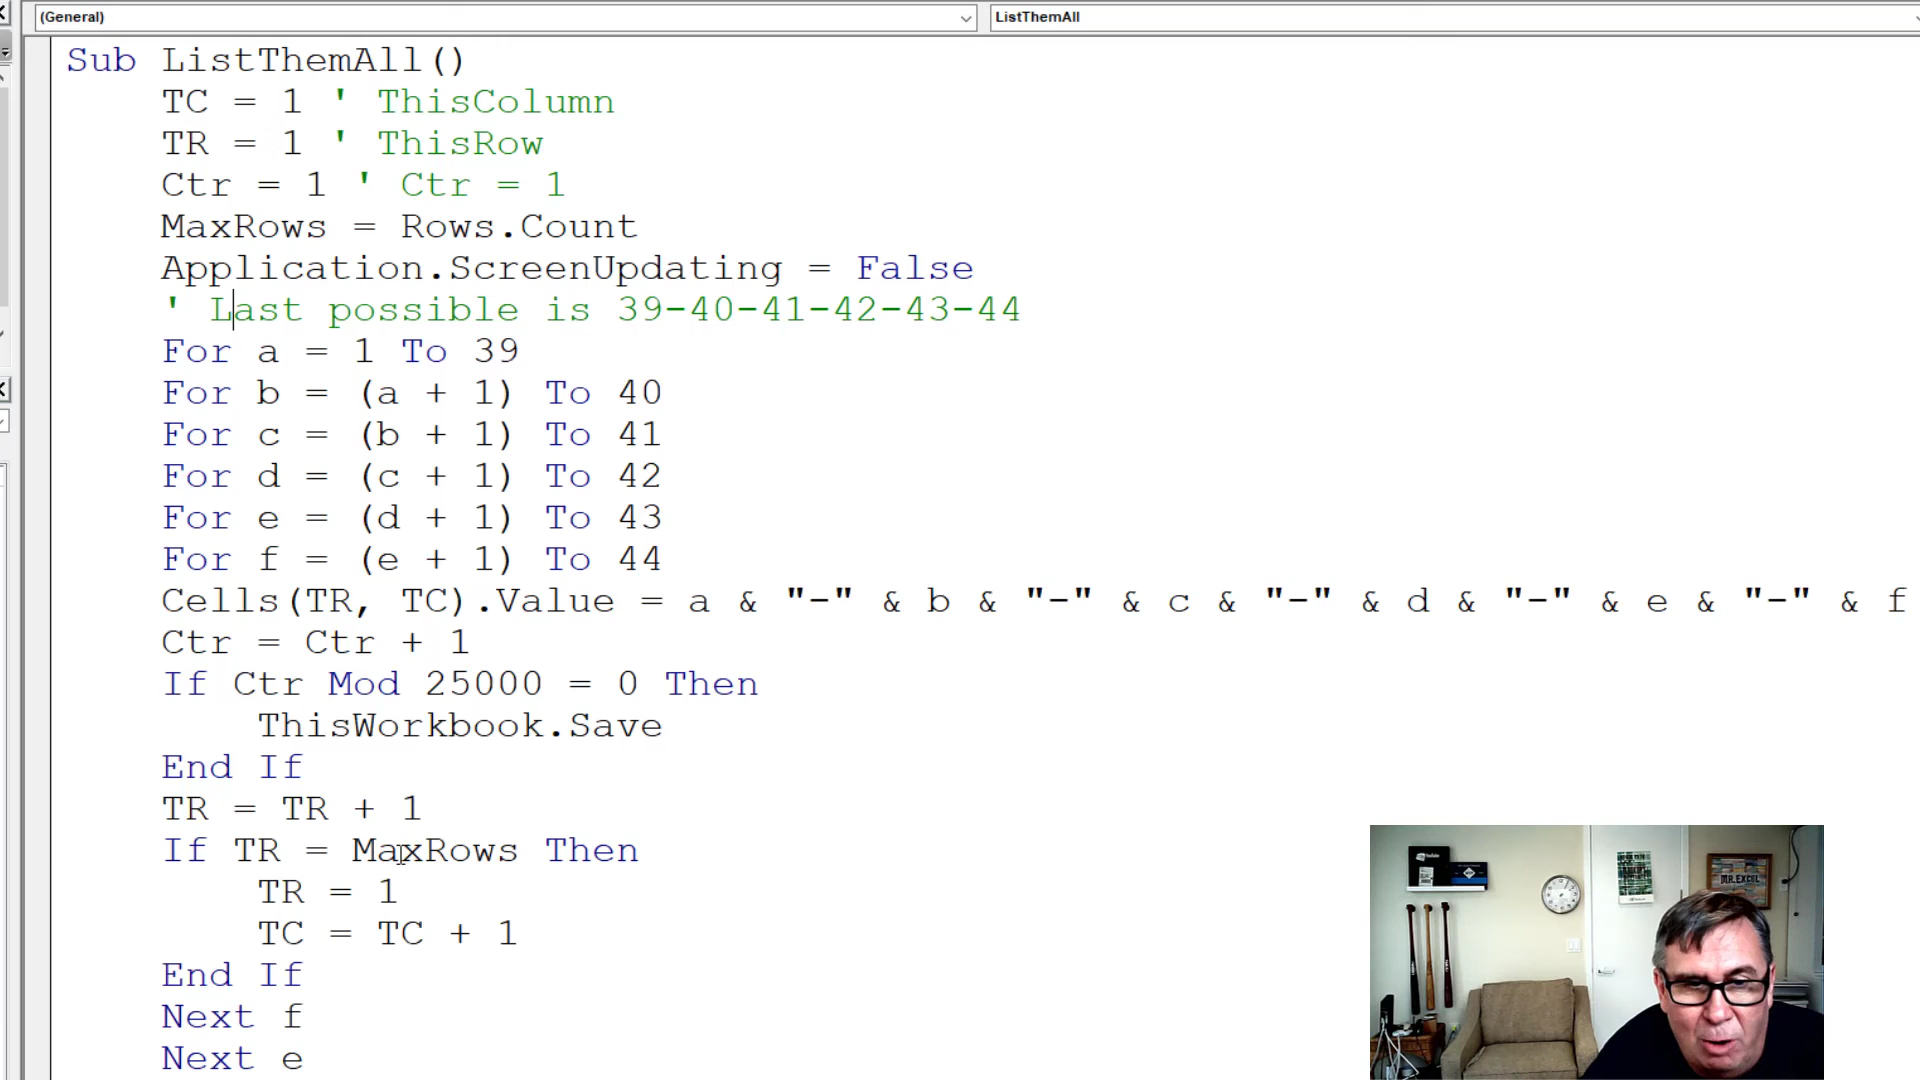 (General)
ListThemAll
Sub ListThemAll()
TC = 1 ' ThisColumn
TR = 1 ' ThisRow
Ctr = 1 ' Ctr = 1
MaxRows = Rows.Count
Application.ScreenUpdating = False
' Last possible is 39-40-41-42-43-44
For a = 1 To 39
For b = (a + 1) To 40
For c = (b + 1) To 41
For d = (c + 1) To 42
For e = (d + 1) To 43
For f = (e + 1) To 44
Cells(TR, TC).Value = a & "-" & b & "-" & c & "-" & d & "-" & e & "-" & f
Ctr = Ctr + 1
If Ctr Mod 25000 = 0 Then
ThisWorkbook.Save
End If
TR = TR + 1
If TR = MaxRows Then
TR = 1
TC = TC + 1
End If
Next f
Next e
YouTube
MR.EXCEL